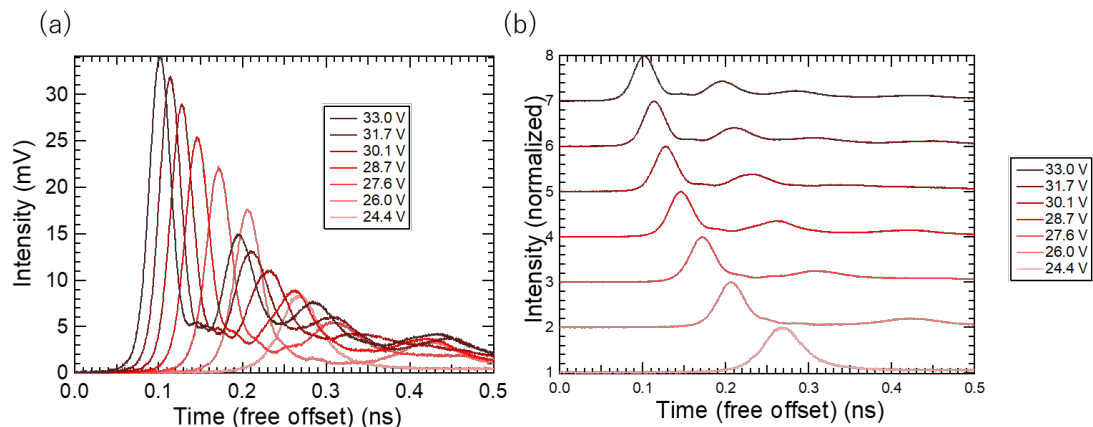 (a)
(b)
Intensity (mV)
30
25
20
15
10
5
0
0.0
0.1
0.2
0.3
0.4
0.5
Time (free offset) (ns)
33.0 V
31.7 V
30.1 V
28.7 V
27.6 V
26.0 V
24.4 V
Intensity (normalized)
8
7
6
5
4
3
2
1
0.0
0.1
0.2
0.3
0.4
0.5
Time (free offset) (ns)
33.0 V
31.7 V
30.1 V
28.7 V
27.6 V
26.0 V
24.4 V